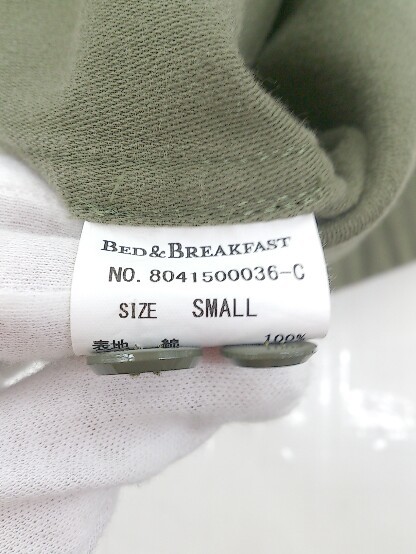 BED&BREAKFAST
NO. 8041500036-C
SIZE SMALL
表地 綿 100%